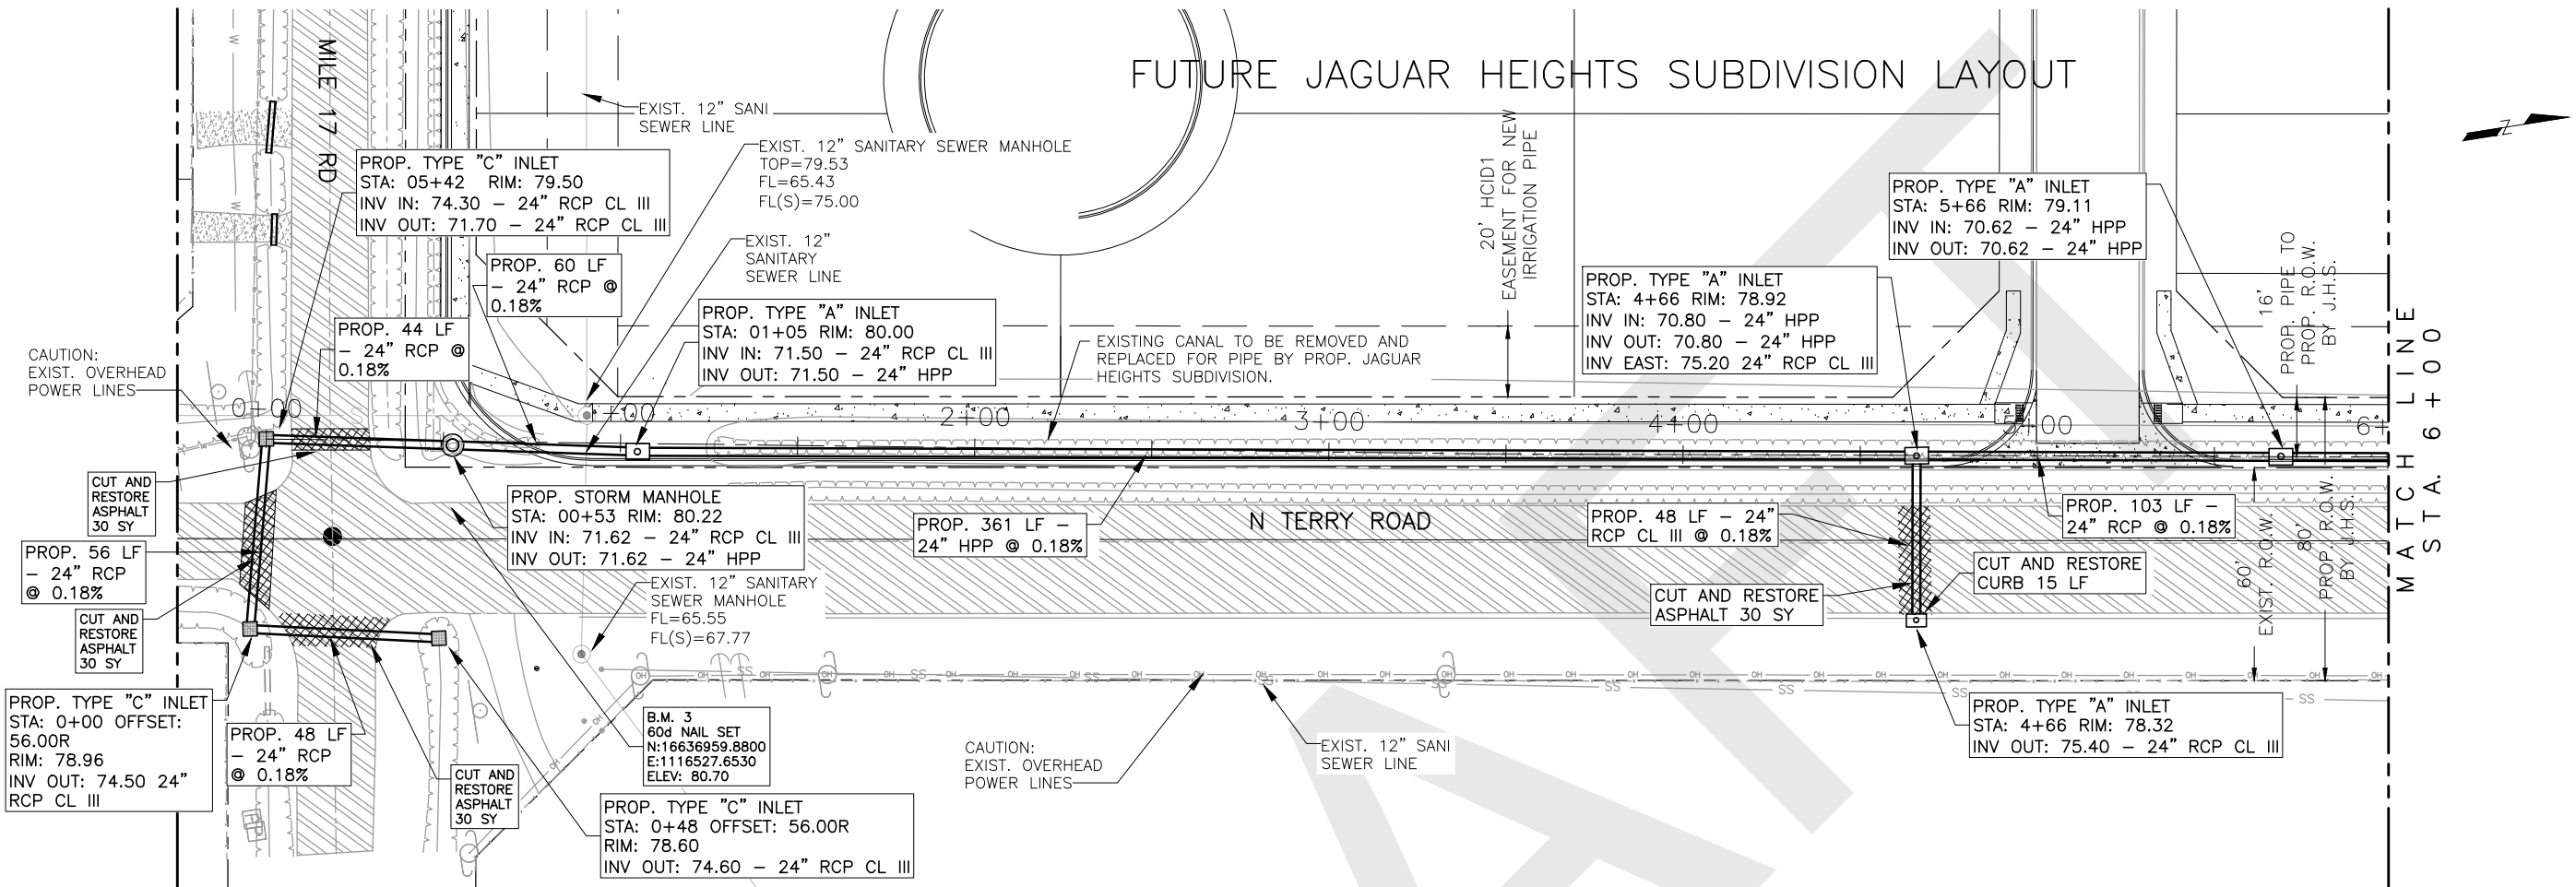 FUTURE JAGUAR HEIGHTS SUBDIVISION LAYOUT
MILE 17 RD
W
W
Z
EXIST. 12" SANI
SEWER LINE
EXIST. 12" SANITARY SEWER MANHOLE
TOP=79.53
FL=65.43
FL(S)=75.00
PROP. TYPE "C" INLET
STA: 05+42 RIM: 79.50
INV IN: 74.30 – 24" RCP CL III
INV OUT: 71.70 – 24" RCP CL III
EXIST. 12"
SANITARY
SEWER LINE
PROP. 60 LF
– 24" RCP @
0.18%
PROP. 44 LF
– 24" RCP @
0.18%
PROP. TYPE "A" INLET
STA: 01+05 RIM: 80.00
INV IN: 71.50 – 24" RCP CL III
INV OUT: 71.50 – 24" HPP
EXISTING CANAL TO BE REMOVED AND
REPLACED FOR PIPE BY PROP. JAGUAR
HEIGHTS SUBDIVISION.
20' HCID1
EASEMENT FOR NEW
IRRIGATION PIPE
PROP. TYPE "A" INLET
STA: 4+66 RIM: 78.92
INV IN: 70.80 – 24" HPP
INV OUT: 70.80 – 24" HPP
INV EAST: 75.20 24" RCP CL III
PROP. TYPE "A" INLET
STA: 5+66 RIM: 79.11
INV IN: 70.62 – 24" HPP
INV OUT: 70.62 – 24" HPP
16'
PROP. PIPE TO
PROP. R.O.W.
BY J.H.S.
MATCH LINE
STA. 6+00
CAUTION:
EXIST. OVERHEAD
POWER LINES
0+00
1+00
2+00
3+00
4+00
5+00
6+
CUT AND
RESTORE
ASPHALT
30 SY
PROP. 56 LF
– 24" RCP
@ 0.18%
CUT AND
RESTORE
ASPHALT
30 SY
PROP. STORM MANHOLE
STA: 00+53 RIM: 80.22
INV IN: 71.62 – 24" RCP CL III
INV OUT: 71.62 – 24" HPP
EXIST. 12" SANITARY
SEWER MANHOLE
FL=65.55
FL(S)=67.77
PROP. 361 LF –
24" HPP @ 0.18%
N TERRY ROAD
PROP. 48 LF – 24"
RCP CL III @ 0.18%
CUT AND RESTORE
ASPHALT 30 SY
CUT AND RESTORE
CURB 15 LF
PROP. 103 LF –
24" RCP @ 0.18%
60'
EXIST. R.O.W.
80'
PROP. R.O.W.
BY J.H.S.
PROP. TYPE "C" INLET
STA: 0+00 OFFSET:
56.00R
RIM: 78.96
INV OUT: 74.50 24"
RCP CL III
PROP. 48 LF
– 24" RCP
@ 0.18%
CUT AND
RESTORE
ASPHALT
30 SY
B.M. 3
60d NAIL SET
N:16636959.8800
E:1116527.6530
ELEV: 80.70
PROP. TYPE "C" INLET
STA: 0+48 OFFSET: 56.00R
RIM: 78.60
INV OUT: 74.60 – 24" RCP CL III
CAUTION:
EXIST. OVERHEAD
POWER LINES
EXIST. 12" SANI
SEWER LINE
PROP. TYPE "A" INLET
STA: 4+66 RIM: 78.32
INV OUT: 75.40 – 24" RCP CL III